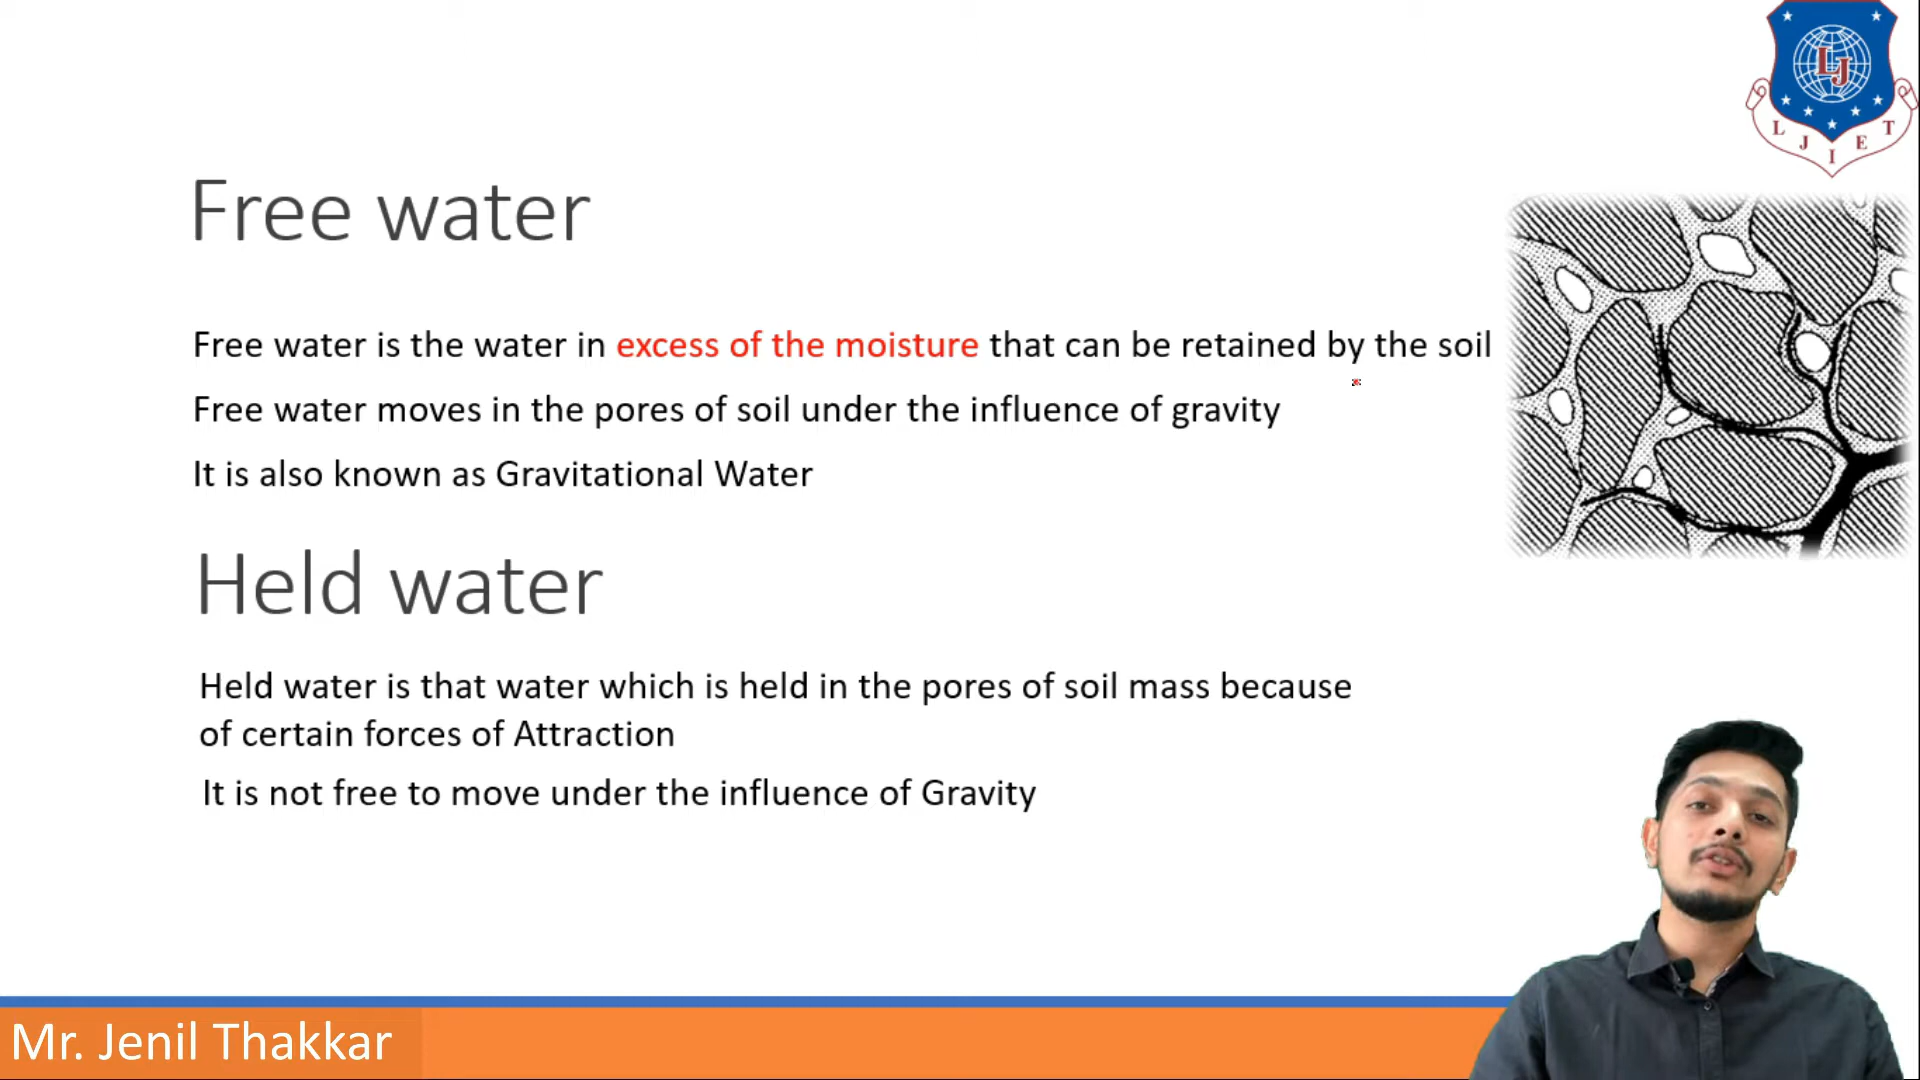 L J I E T
LJ
Free water
Free water is the water in excess of the moisture that can be retained by the soil
Free water moves in the pores of soil under the influence of gravity
It is also known as Gravitational Water
Held water
Held water is that water which is held in the pores of soil mass because
of certain forces of Attraction
It is not free to move under the influence of Gravity
Mr. Jenil Thakkar